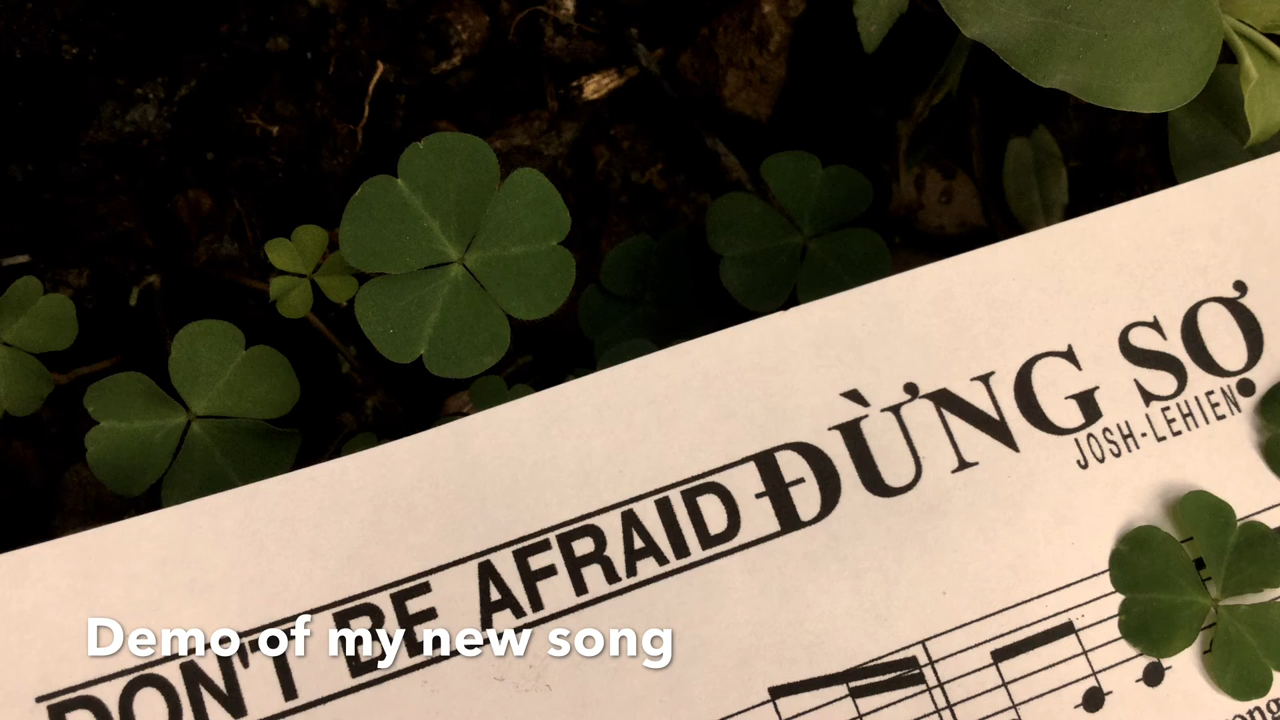 DON'T BE AFRAID ĐỪNG SỢ
JOSH-LEHIEN
Demo of my new song